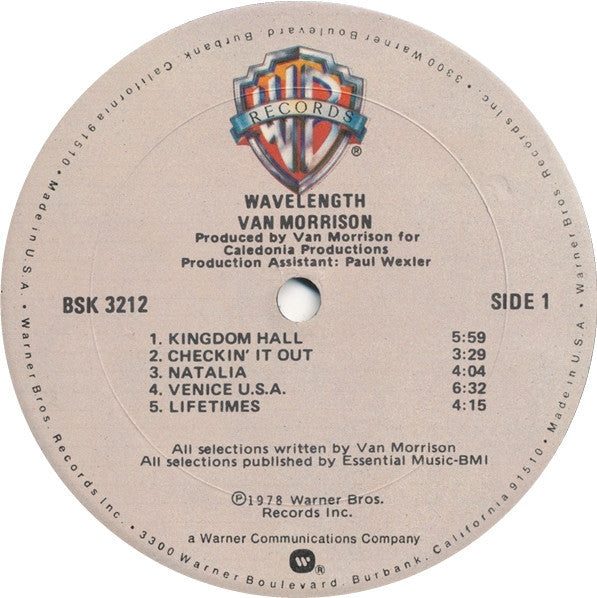 WB
RECORDS
®
WAVELENGTH
VAN MORRISON
Produced by Van Morrison for
Caledonia Productions
Production Assistant: Paul Wexler
BSK 3212
SIDE 1
1. KINGDOM HALL 5:59
2. CHECKIN' IT OUT 3:29
3. NATALIA 4:04
4. VENICE U.S.A. 6:32
5. LIFETIMES 4:15
All selections written by Van Morrison
All selections published by Essential Music-BMI
℗1978 Warner Bros.
Records Inc.
a Warner Communications Company
®
Warner Bros. Records Inc. • 3300 Warner Boulevard, Burbank, California 91510 • Made in U.S.A. • Warner Bros. Records Inc. • 3300 Warner Boulevard, Burbank, California 91510 • Made in U.S.A. •